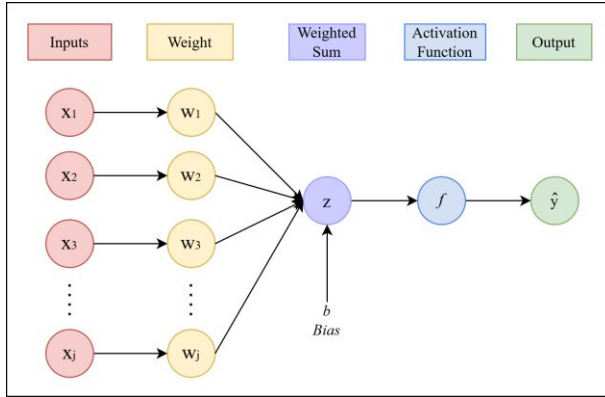 Inputs
Weight
Weighted
Sum
Activation
Function
Output
x1
w1
x2
w2
z
f
ŷ
x3
w3
b
Bias
xj
wj